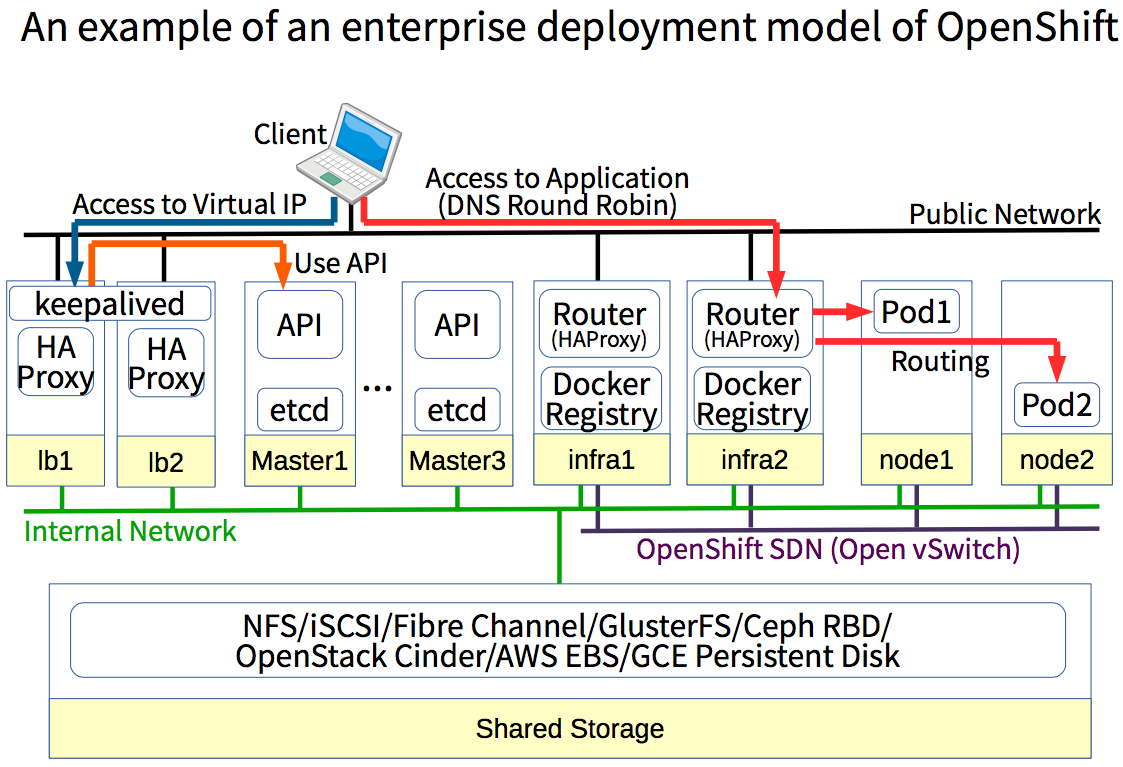 An example of an enterprise deployment model of OpenShift
Client
Access to Virtual IP
Access to Application
(DNS Round Robin)
Public Network
Use API
keepalived
HA
Proxy
HA
Proxy
lb1
lb2
API
etcd
Master1
...
API
etcd
Master3
Router
(HAProxy)
Docker
Registry
infra1
Router
(HAProxy)
Docker
Registry
infra2
Pod1
Routing
node1
Pod2
node2
Internal Network
OpenShift SDN (Open vSwitch)
NFS/iSCSI/Fibre Channel/GlusterFS/Ceph RBD/
OpenStack Cinder/AWS EBS/GCE Persistent Disk
Shared Storage